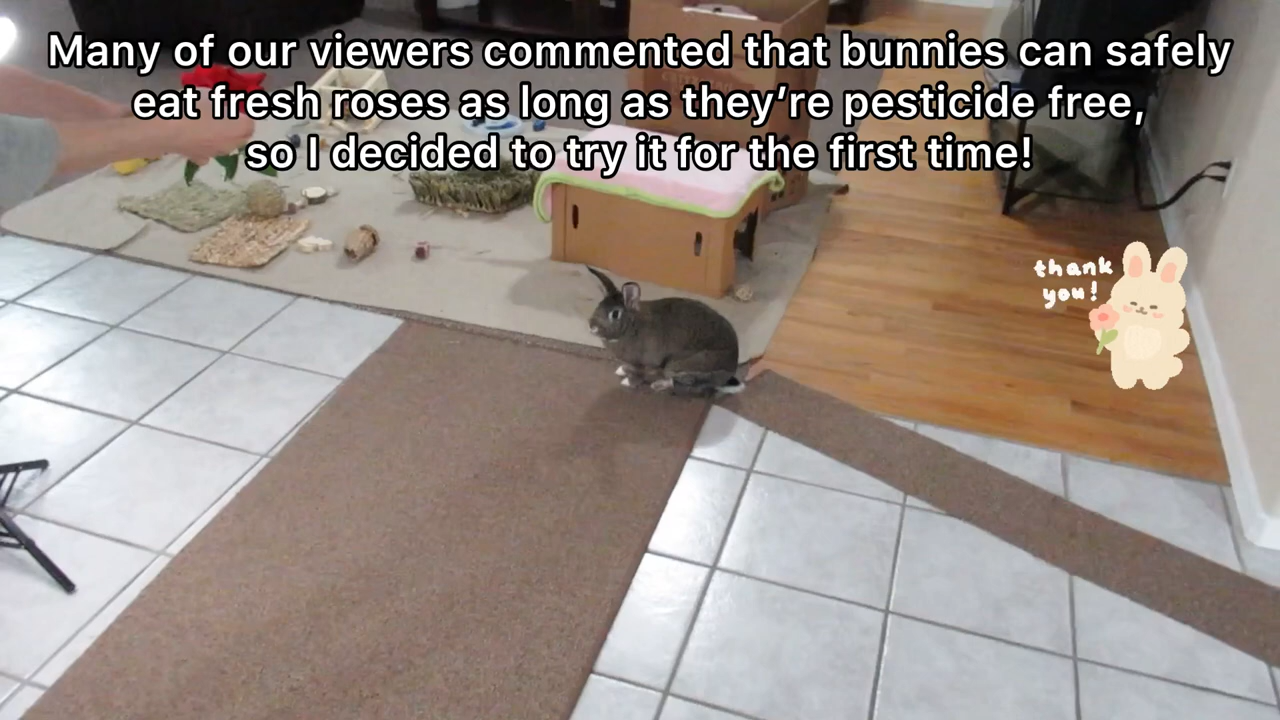 Many of our viewers commented that bunnies can safely
eat fresh roses as long as they’re pesticide free,
so I decided to try it for the first time!
thank
you!